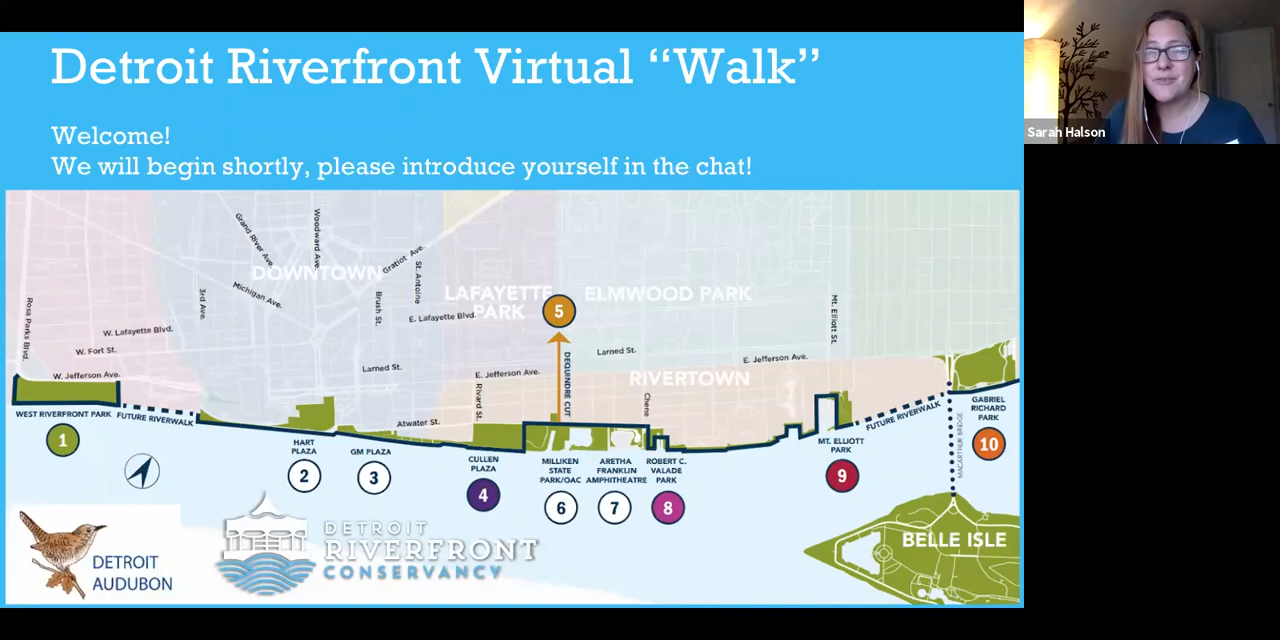 Detroit Riverfront Virtual “Walk”
Welcome!
We will begin shortly, please introduce yourself in the chat!
Sarah Halson
Rosa Parks Blvd.
3rd Ave.
Grand River Ave.
Woodward Ave.
Michigan Ave.
Gratiot Ave.
St. Antoine
Brush St.
DOWNTOWN
LAFAYETTE
PARK
ELMWOOD PARK
5
W. Lafayette Blvd.
E. Lafayette Blvd.
W. Fort St.
Larned St.
Larned St.
Mt. Elliott St.
W. Jefferson Ave.
E. Jefferson Ave.
E. Jefferson Ave.
DEQUINDRE CUT
RIVERTOWN
Rivard St.
Chene
Atwater St.
WEST RIVERFRONT PARK
1
FUTURE RIVERWALK
HART
PLAZA
2
GM PLAZA
3
CULLEN
PLAZA
4
MILLIKEN
STATE
PARK/OAC
6
ARETHA
FRANKLIN
AMPHITHEATRE
7
ROBERT C.
VALADE
PARK
8
MT. ELLIOTT
PARK
9
FUTURE RIVERWALK
MACARTHUR BRIDGE
GABRIEL
RICHARD
PARK
10
BELLE ISLE
DETROIT
AUDUBON
DETROIT
RIVERFRONT
CONSERVANCY